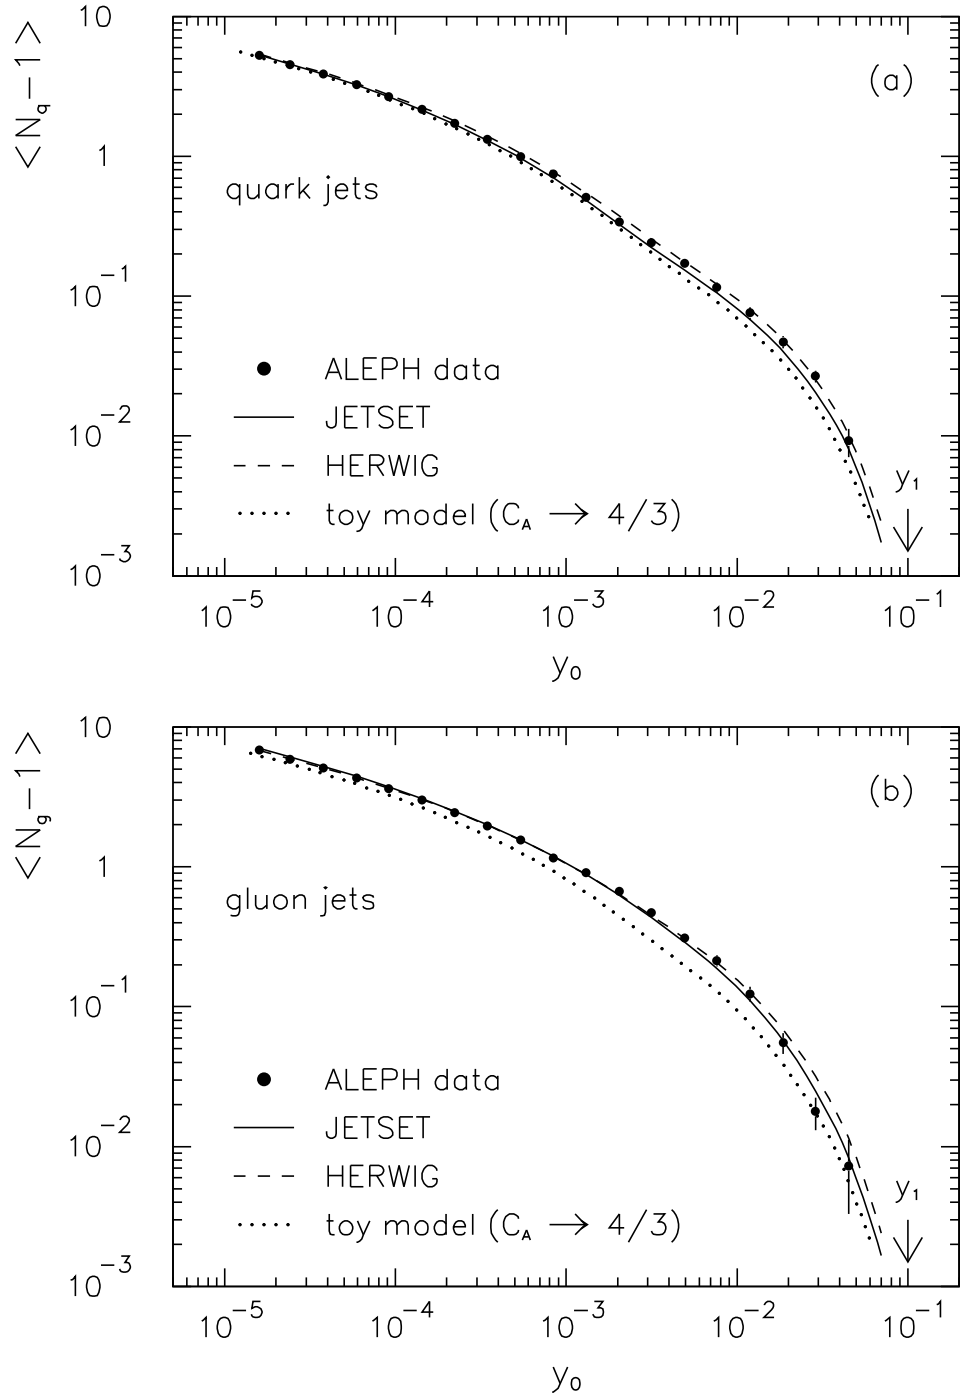 <N_q−1>
10
1
10^−1
10^−2
10^−3
(a)
quark jets
ALEPH data
JETSET
HERWIG
toy model (C_A → 4/3)
y_1
10^−5 10^−4 10^−3 10^−2 10^−1
y_0
<N_g−1>
10
1
10^−1
10^−2
10^−3
(b)
gluon jets
ALEPH data
JETSET
HERWIG
toy model (C_A → 4/3)
y_1
10^−5 10^−4 10^−3 10^−2 10^−1
y_0